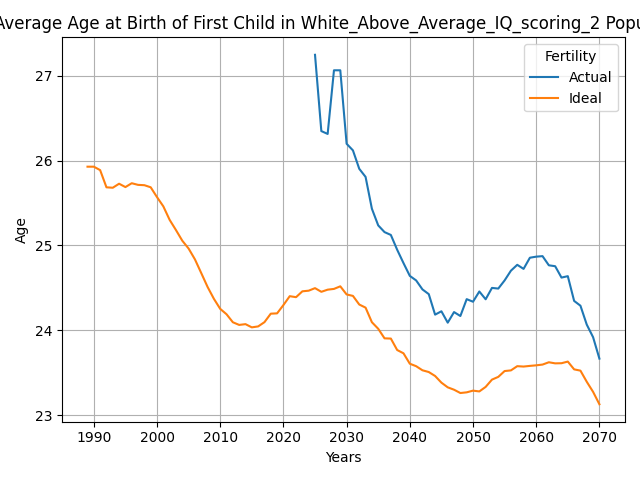 Average Age at Birth of First Child in White_Above_Average_IQ_scoring_2
Fertility
Actual
Ideal
27
26
25
24
23
Age
1990 2000 2010 2020 2030 2040 2050 2060 2070
Years